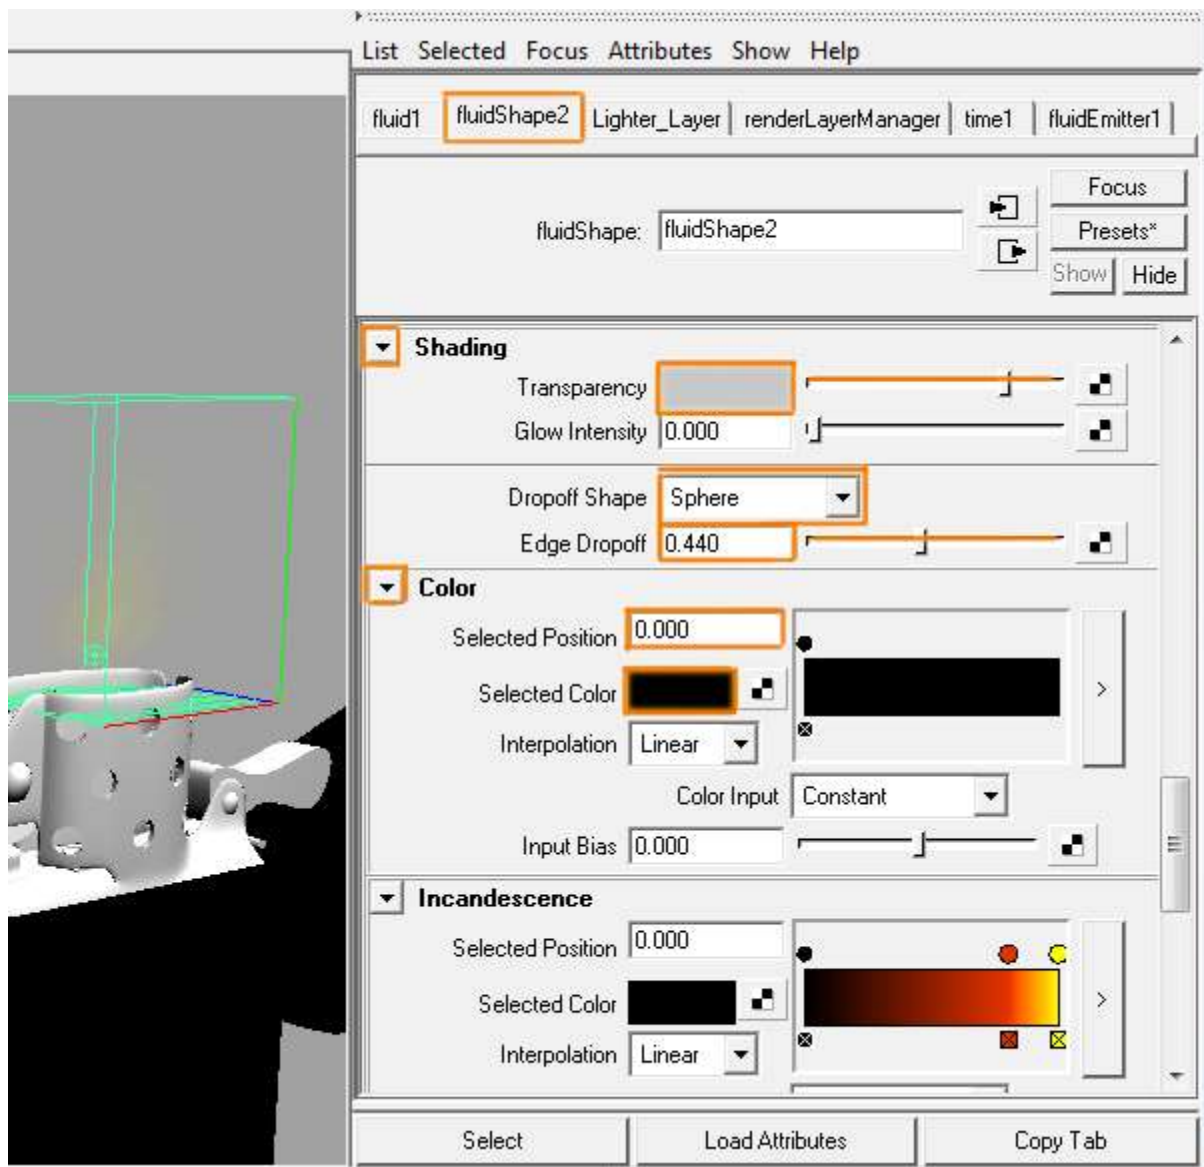 List Selected Focus Attributes Show Help
fluid1 fluidShape2 Lighter_Layer renderLayerManager time1 fluidEmitter1
Focus
fluidShape: fluidShape2
Presets*
Show Hide
Shading
Transparency
Glow Intensity 0.000
Dropoff Shape Sphere
Edge Dropoff 0.440
Color
Selected Position 0.000
Selected Color
>
Interpolation Linear
Color Input Constant
Input Bias 0.000
Incandescence
Selected Position 0.000
Selected Color
>
Interpolation Linear
Select Load Attributes Copy Tab